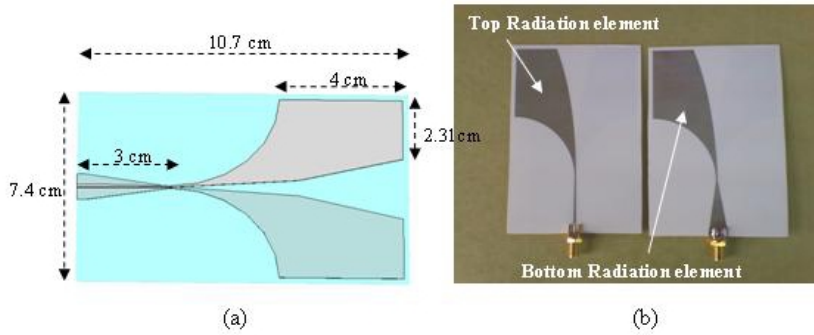 10.7 cm
4 cm
2.31cm
3 cm
7.4 cm
(a)
Top Radiation element
Bottom Radiation element
(b)